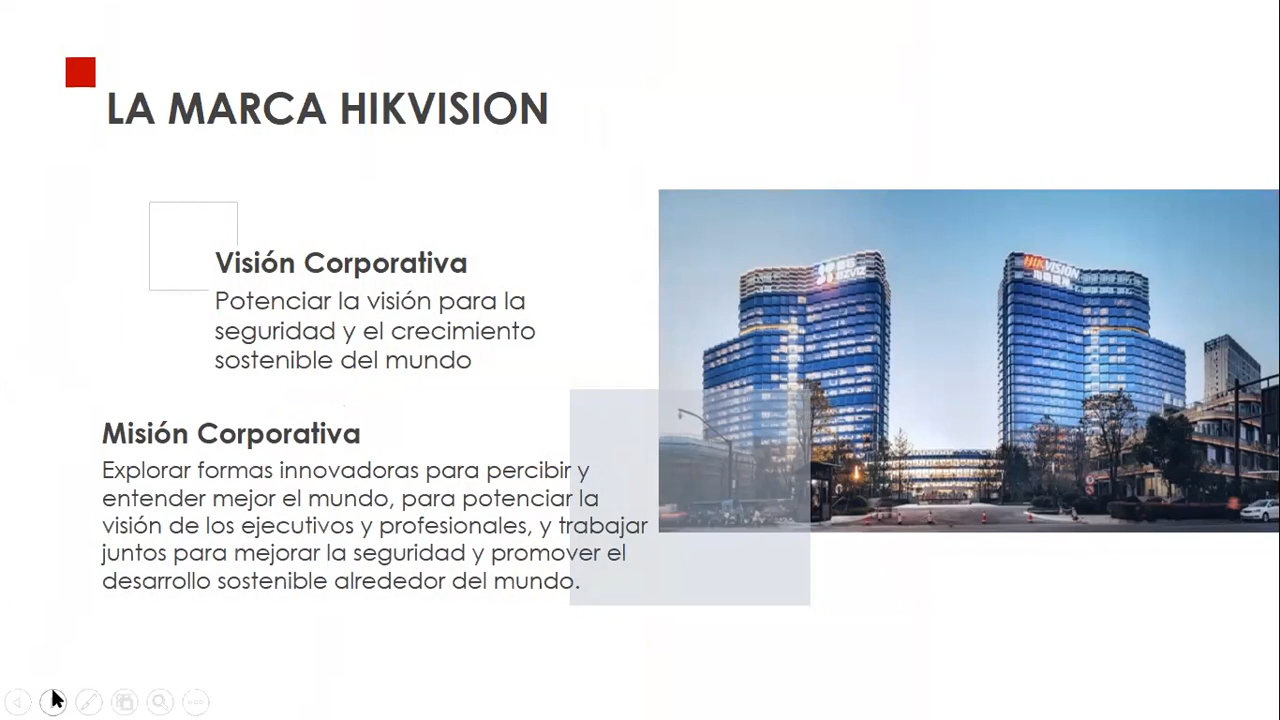 LA MARCA HIKVISION
Visión Corporativa
Potenciar la visión para la
seguridad y el crecimiento
sostenible del mundo
Misión Corporativa
Explorar formas innovadoras para percibir y
entender mejor el mundo, para potenciar la
visión de los ejecutivos y profesionales, y trabajar
juntos para mejorar la seguridad y promover el
desarrollo sostenible alrededor del mundo.
EZVIZ
HIKVISION